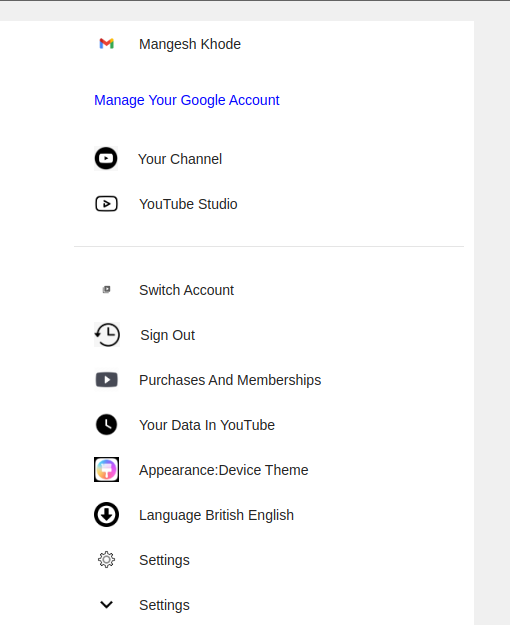 Mangesh Khode
Manage Your Google Account
Your Channel
YouTube Studio
Switch Account
Sign Out
Purchases And Memberships
Your Data In YouTube
Appearance:Device Theme
Language British English
Settings
Settings